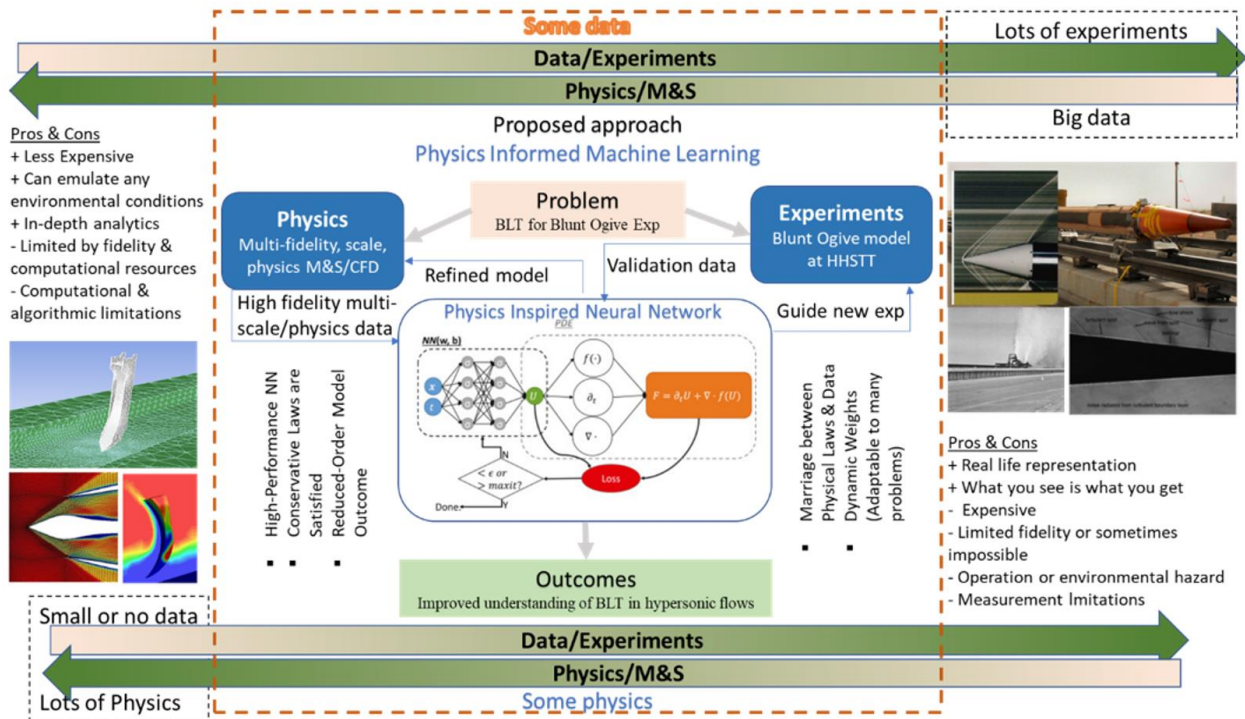 Some data
Lots of experiments
Data/Experiments
Physics/M&S
Big data
Proposed approach
Physics Informed Machine Learning
Pros & Cons
+ Less Expensive
+ Can emulate any
environmental conditions
+ In-depth analytics
- Limited by fidelity &
computational resources
- Computational &
algorithmic limitations
Problem
BLT for Blunt Ogive Exp
Physics
Multi-fidelity, scale,
physics M&S/CFD
Experiments
Blunt Ogive model
at HHSTT
Refined model
Validation data
High fidelity multi-
scale/physics data
Guide new exp
Physics Inspired Neural Network
PDE
NN(w, b)
x
t
U
f(·)
∂t
∇ ·
F = ∂tU + ∇ · f(U)
Loss
< ϵ or
> maxit?
N
Y
Done.
▪ High-Performance NN
▪ Conservative Laws are
Satisfied
▪ Reduced-Order Model
Outcome
▪ Marriage between
Physical Laws & Data
▪ Dynamic Weights
(Adaptable to many
problems)
Pros & Cons
+ Real life representation
+ What you see is what you get
- Expensive
- Limited fidelity or sometimes
impossible
- Operation or environmental hazard
- Measurement lmitations
Outcomes
Improved understanding of BLT in hypersonic flows
Small or no data
Data/Experiments
Physics/M&S
Lots of Physics
Some physics